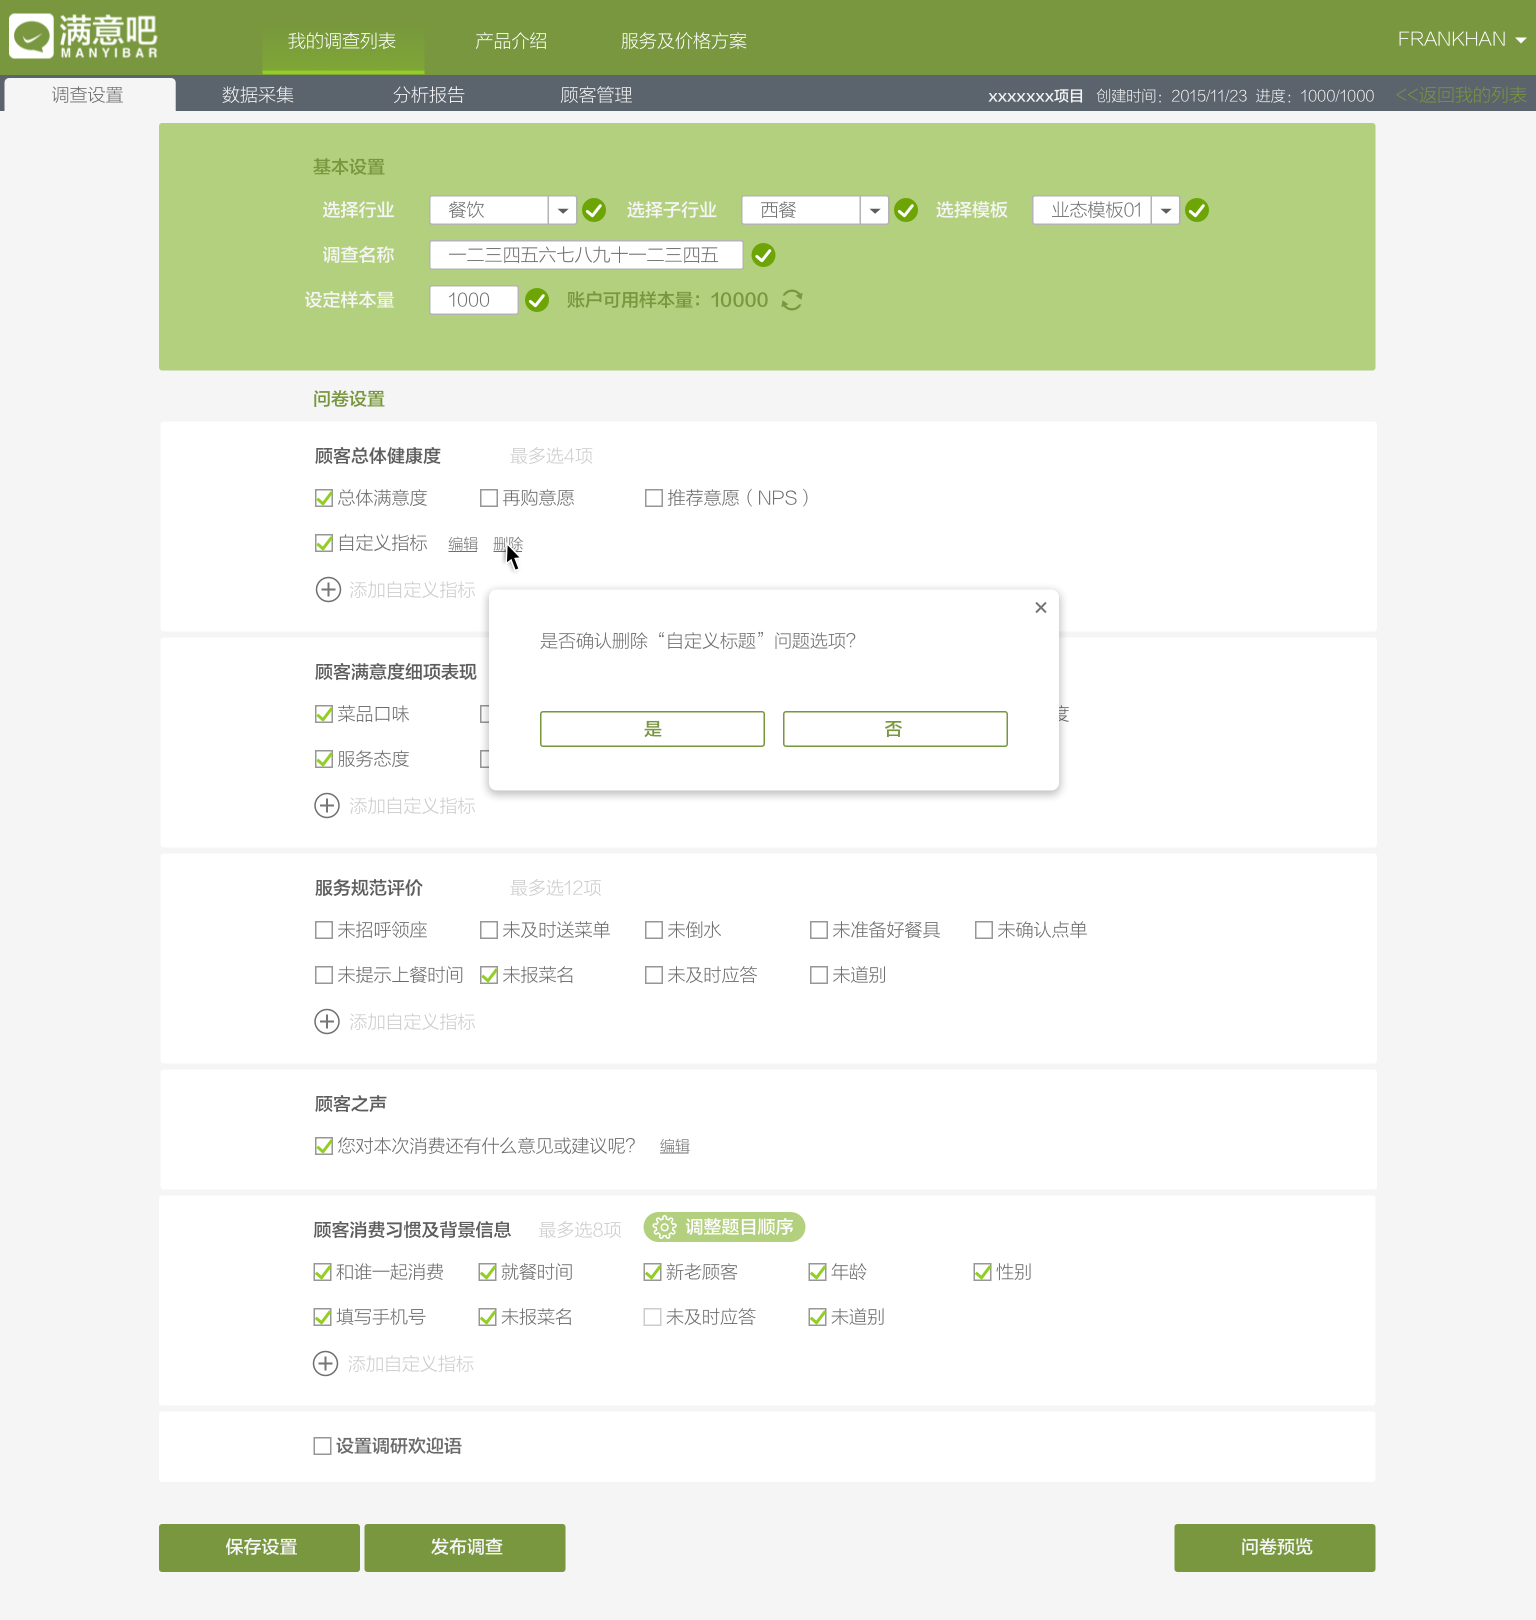 满意吧
MANYIBAR
我的调查列表 产品介绍 服务及价格方案 FRANKHAN
调查设置 数据采集 分析报告 顾客管理 xxxxxxx项目 创建时间：2015/11/23 进度：1000/1000 <<返回我的列表
基本设置
选择行业 餐饮 选择子行业 西餐 选择模板 业态模板01
调查名称 一二三四五六七八九十一二三四五
设定样本量 1000 账户可用样本量：10000
问卷设置
顾客总体健康度 最多选4项
总体满意度 再购意愿 推荐意愿（NPS）
自定义指标 编辑 删除
添加自定义指标
是否确认删除“自定义标题”问题选项？
是 否
顾客满意度细项表现
菜品口味 度
服务态度
添加自定义指标
服务规范评价 最多选12项
未招呼领座 未及时送菜单 未倒水 未准备好餐具 未确认点单
未提示上餐时间 未报菜名 未及时应答 未道别
添加自定义指标
顾客之声
您对本次消费还有什么意见或建议呢？ 编辑
顾客消费习惯及背景信息 最多选8项 调整题目顺序
和谁一起消费 就餐时间 新老顾客 年龄 性别
填写手机号 未报菜名 未及时应答 未道别
添加自定义指标
设置调研欢迎语
保存设置 发布调查 问卷预览